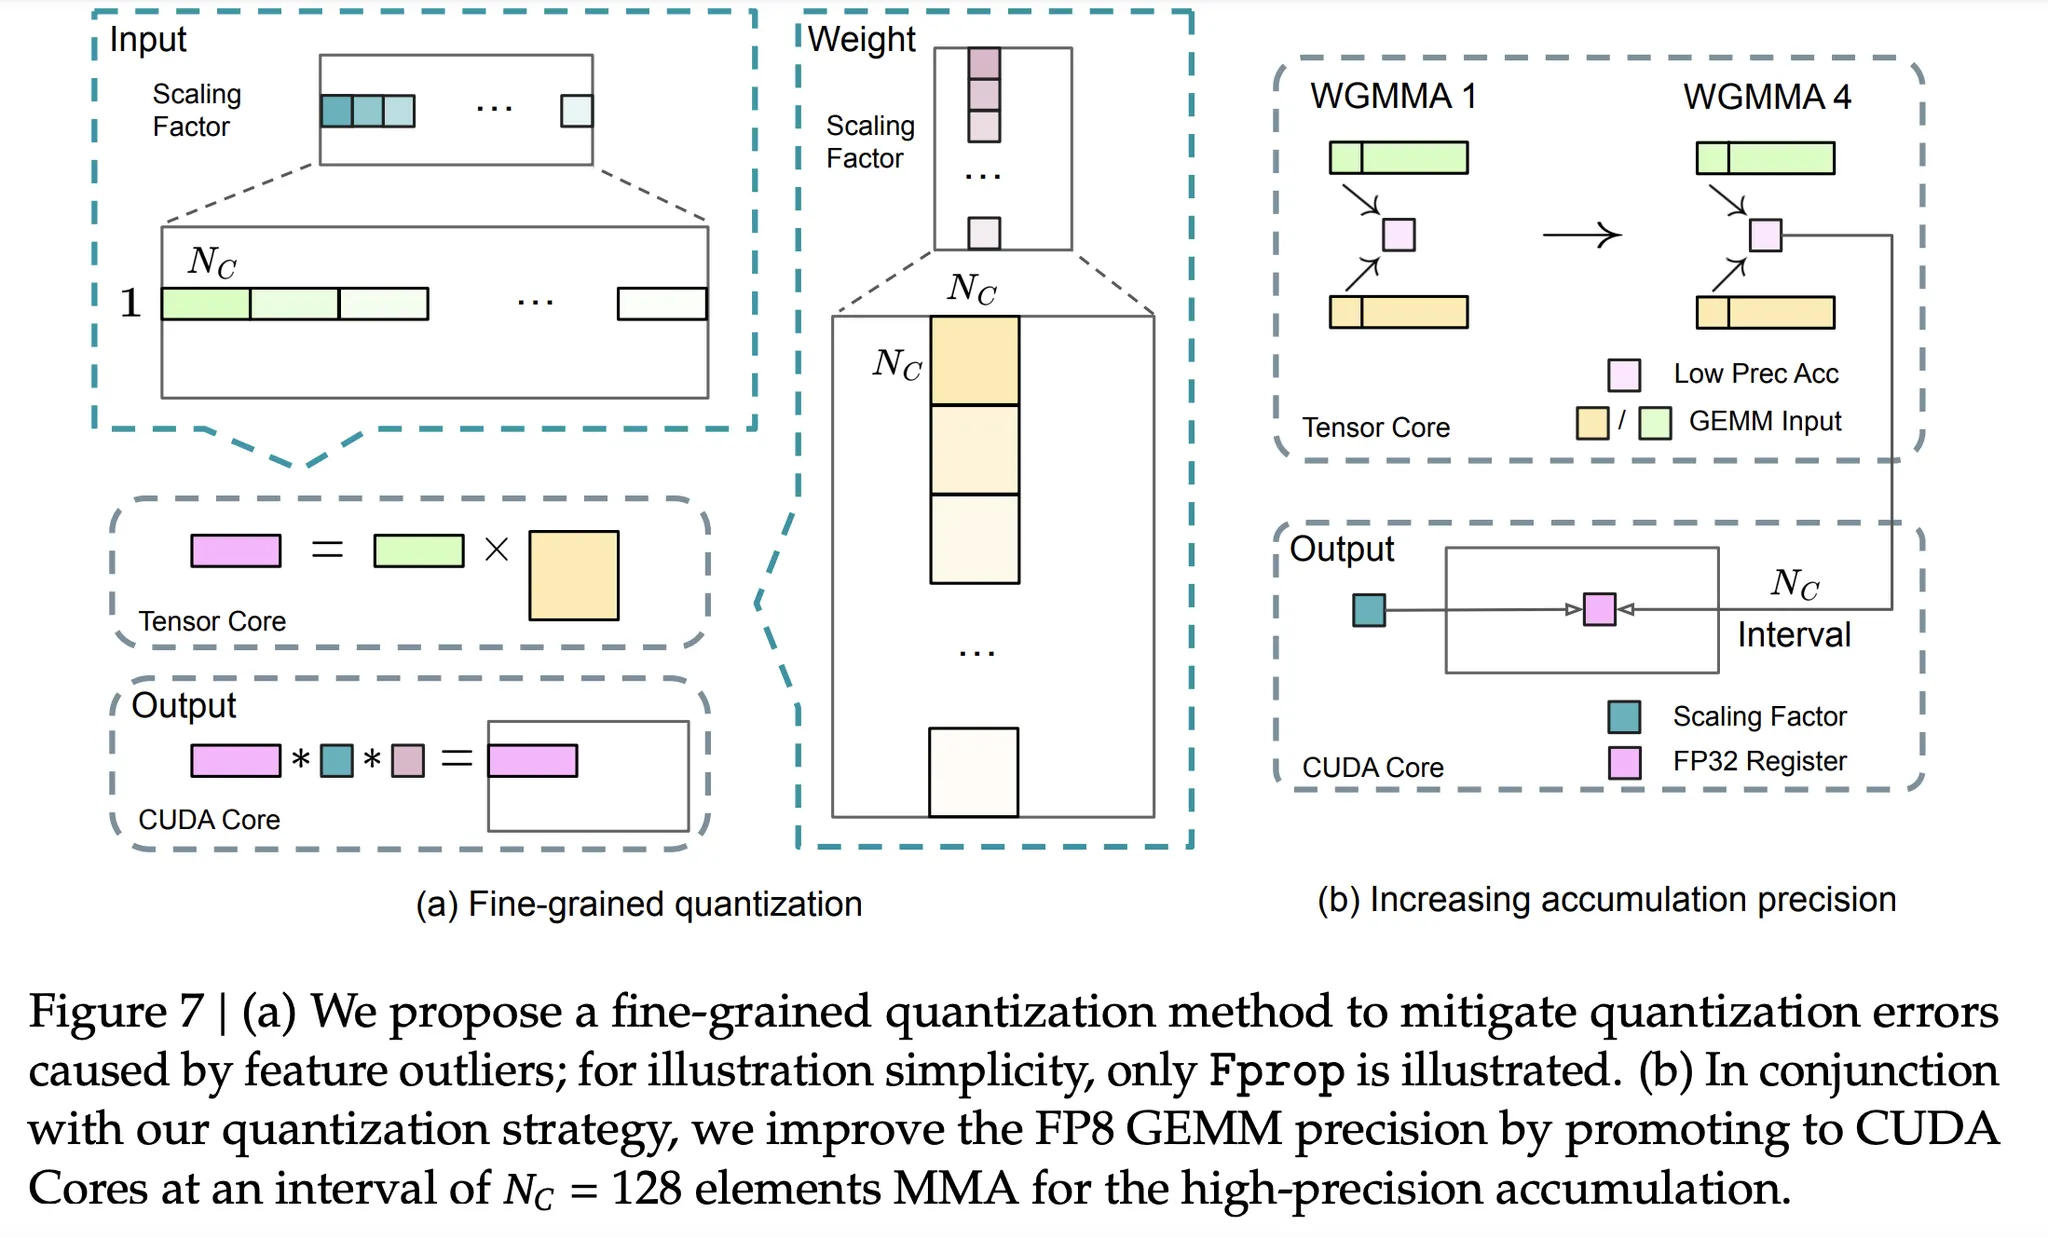 Input
Scaling
Factor
...
N_C
1
...
Tensor Core
= ×
Output
* * =
CUDA Core
Weight
Scaling
Factor
...
N_C
N_C
...
(a) Fine-grained quantization
WGMMA 1
WGMMA 4
Low Prec Acc
/ GEMM Input
Tensor Core
Output
N_C
Interval
Scaling Factor
FP32 Register
CUDA Core
(b) Increasing accumulation precision
Figure 7 | (a) We propose a fine-grained quantization method to mitigate quantization errors
caused by feature outliers; for illustration simplicity, only Fprop is illustrated. (b) In conjunction
with our quantization strategy, we improve the FP8 GEMM precision by promoting to CUDA
Cores at an interval of N_C = 128 elements MMA for the high-precision accumulation.